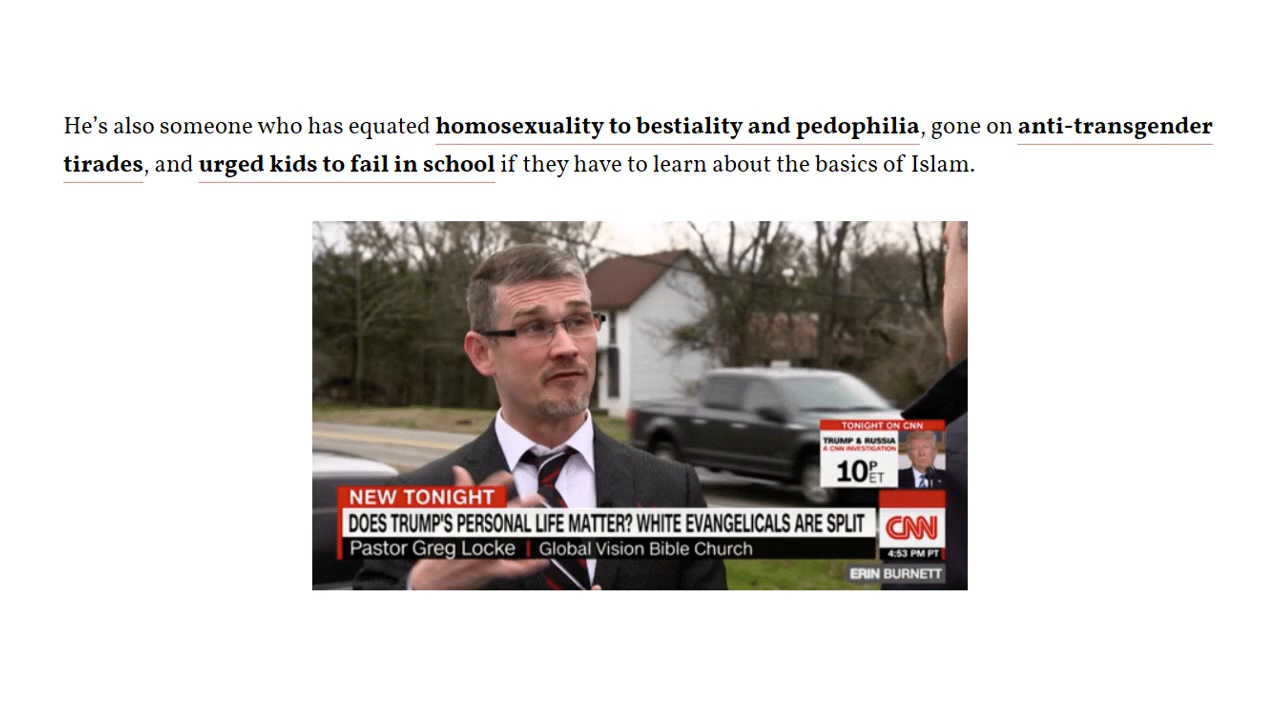 He’s also someone who has equated homosexuality to bestiality and pedophilia, gone on anti-transgender
tirades, and urged kids to fail in school if they have to learn about the basics of Islam.
TONIGHT ON CNN
TRUMP & RUSSIA
A CNN INVESTIGATION
10P ET
NEW TONIGHT
DOES TRUMP'S PERSONAL LIFE MATTER? WHITE EVANGELICALS ARE SPLIT
Pastor Greg Locke | Global Vision Bible Church
CNN
4:53 PM PT
ERIN BURNETT